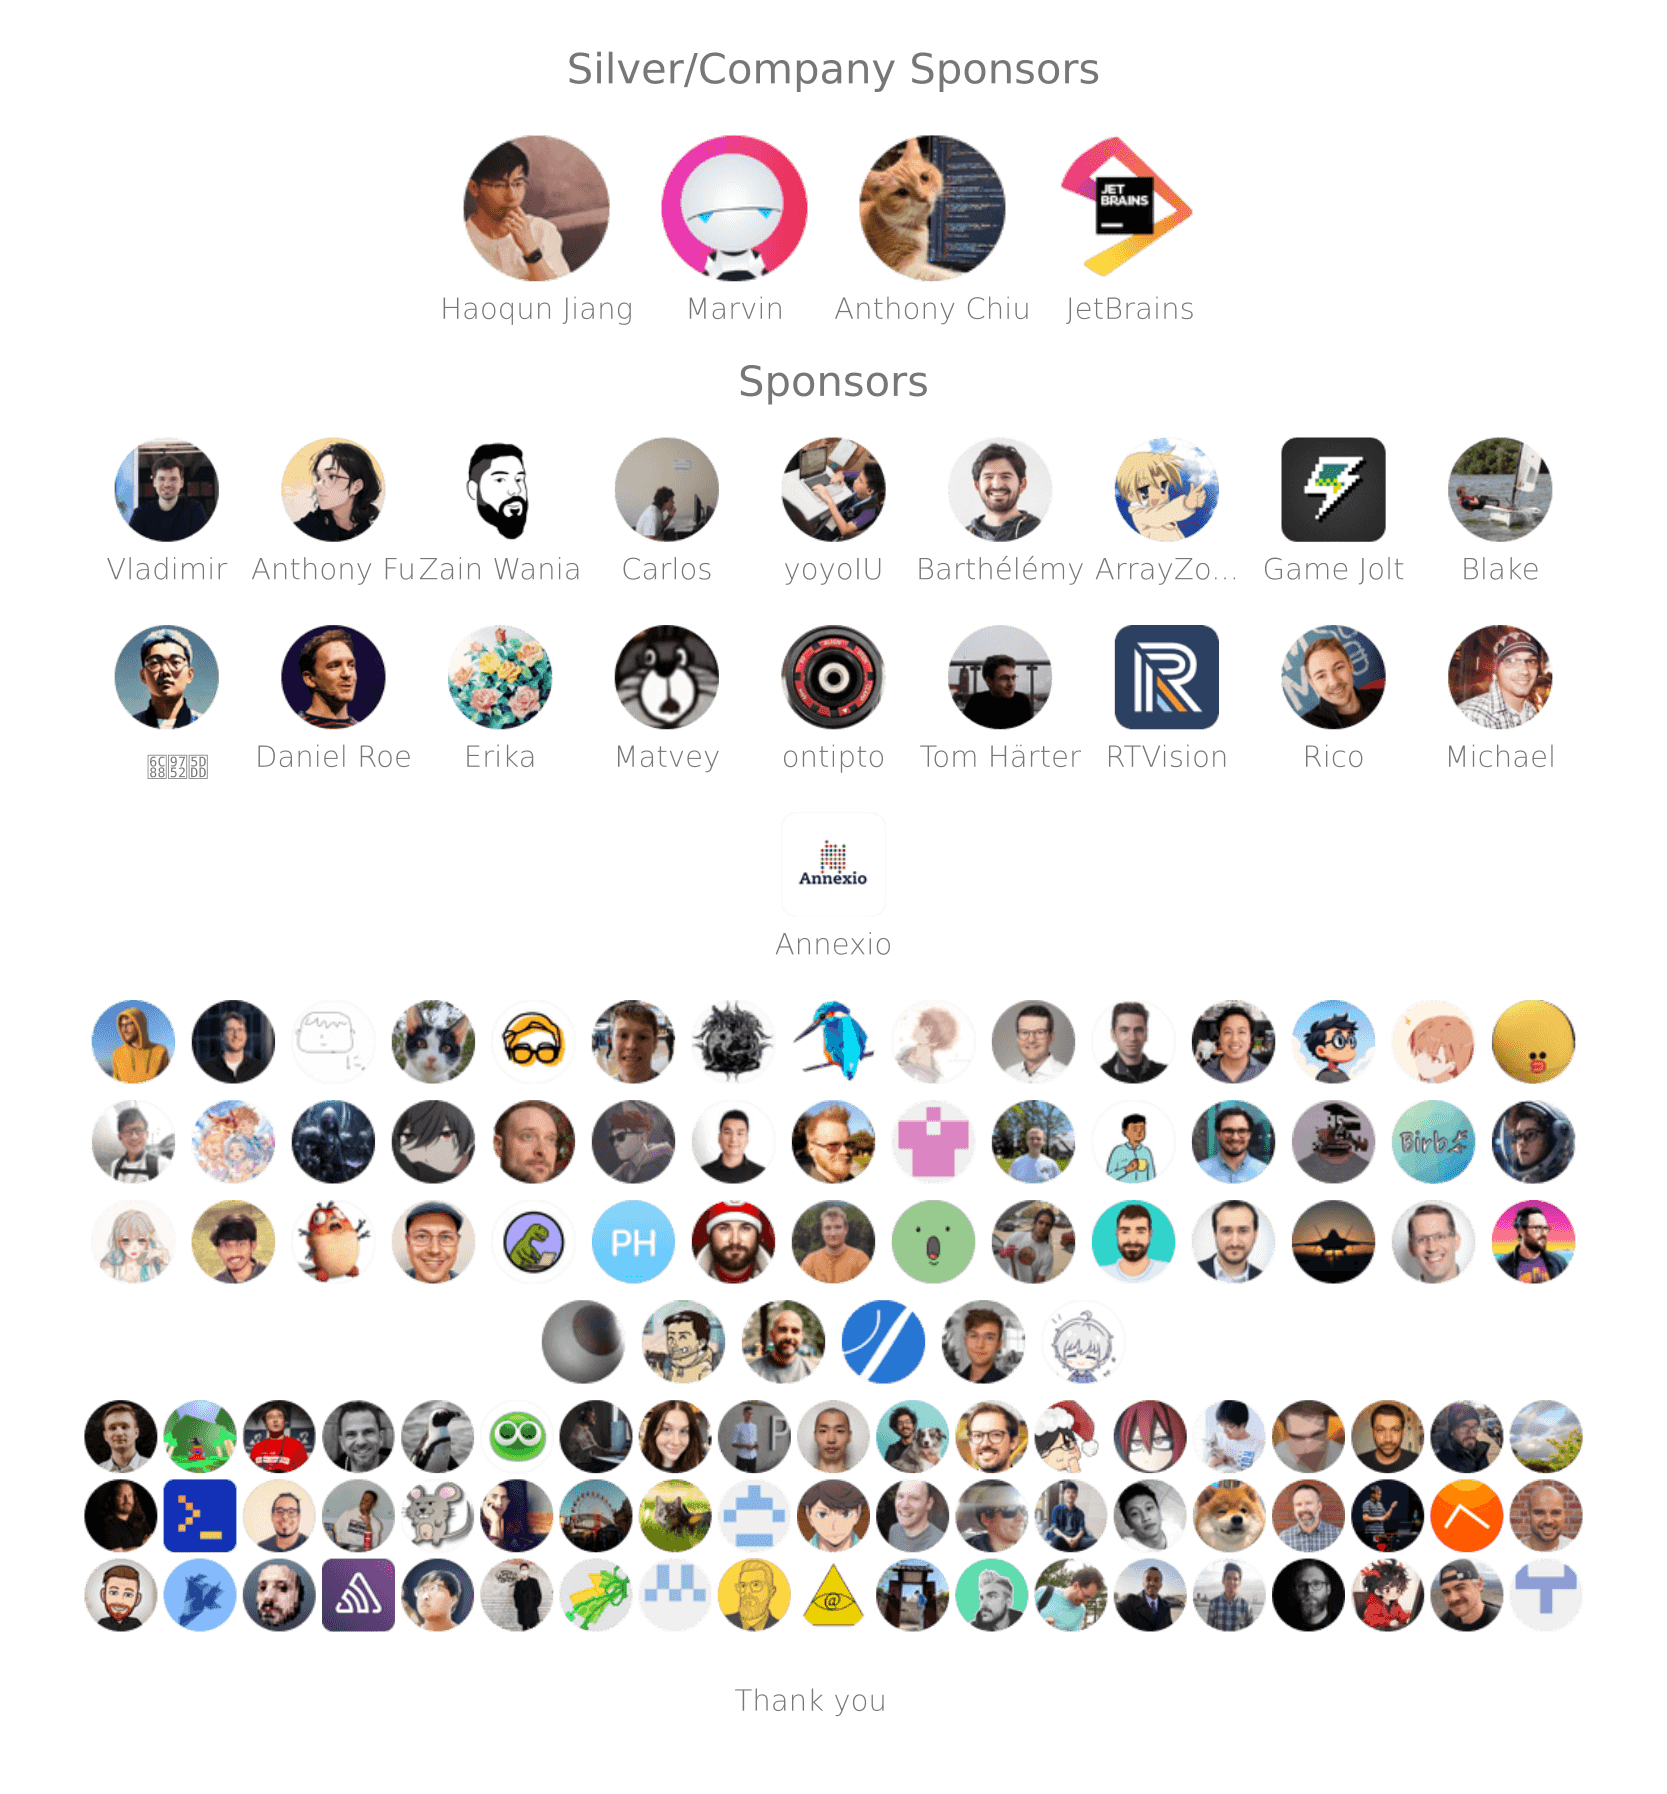 Silver/Company Sponsors
JET
BRAINS
Haoqun Jiang Marvin Anthony Chiu JetBrains
Sponsors
Vladimir Anthony Fu Zain Wania Carlos yoyoIU Barthélémy ArrayZo... Game Jolt Blake
Daniel Roe Erika Matvey ontipto Tom Härter RTVision Rico Michael
Annexio
Annexio
Birb
PH
P
@
Thank you